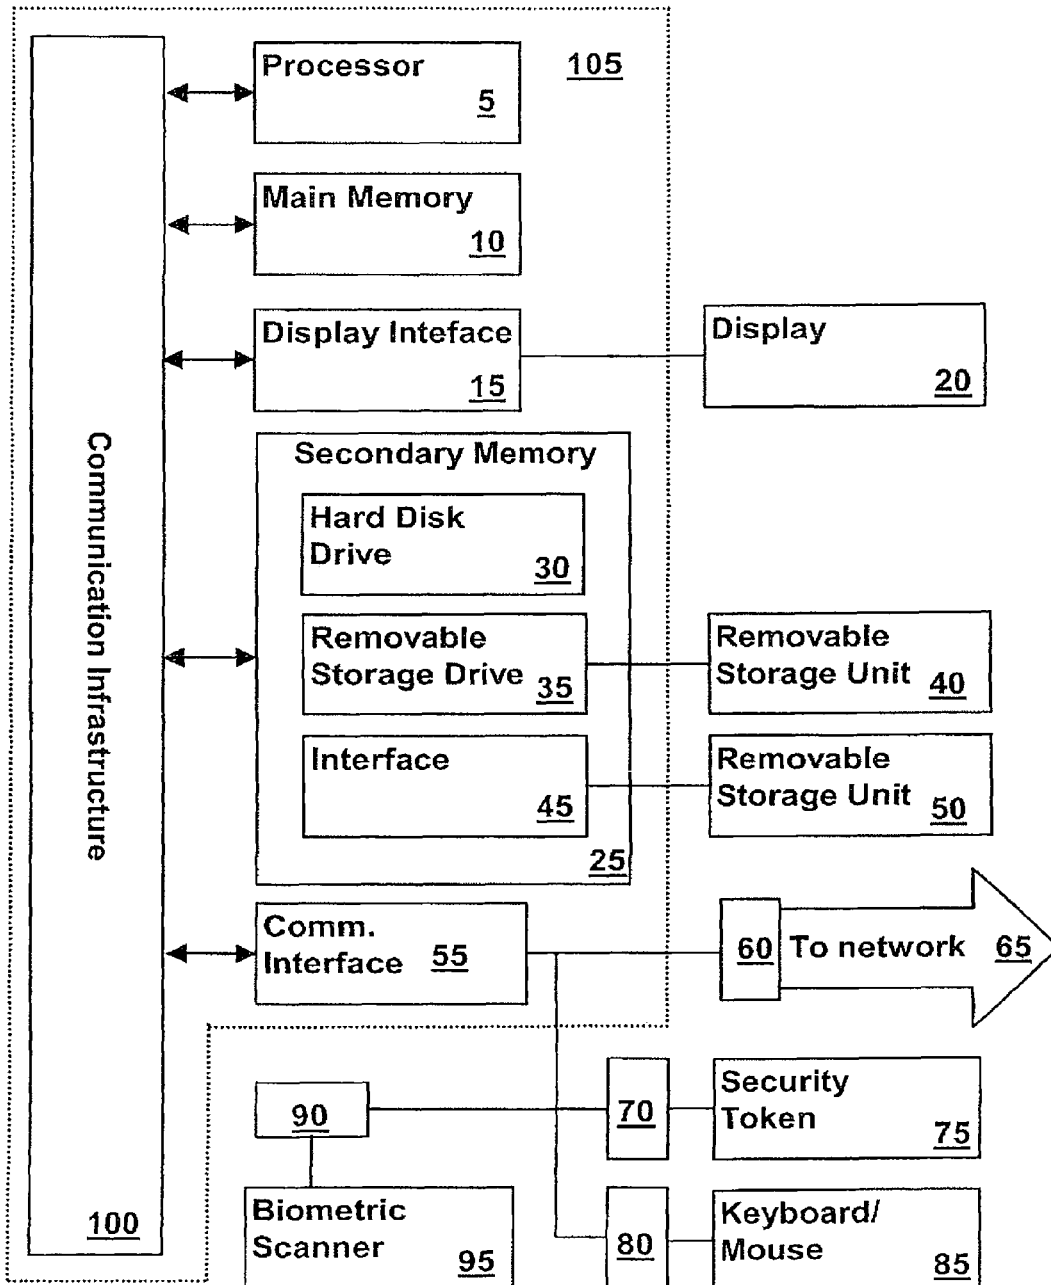 Processor
5
105
Main Memory
10
Display Inteface
15
Display
20
Communication Infrastructure
100
Secondary Memory
Hard Disk
Drive
30
Removable
Storage Drive
35
Removable
Storage Unit
40
Interface
45
Removable
Storage Unit
50
25
Comm.
Interface
55
60
To network
65
90
70
Security
Token
75
Biometric
Scanner
95
80
Keyboard/
Mouse
85